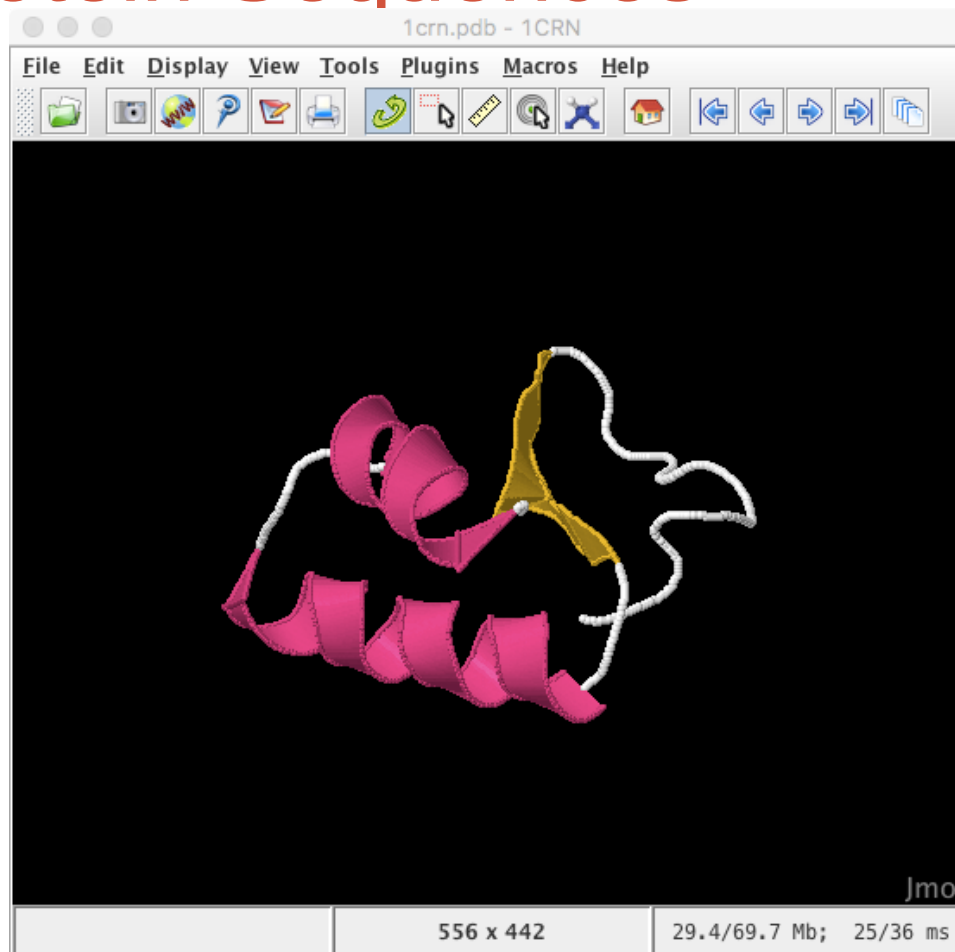 1crn.pdb - 1CRN
File Edit Display View Tools Plugins Macros Help
WWW
Jmo
556 x 442
29.4/69.7 Mb; 25/36 ms